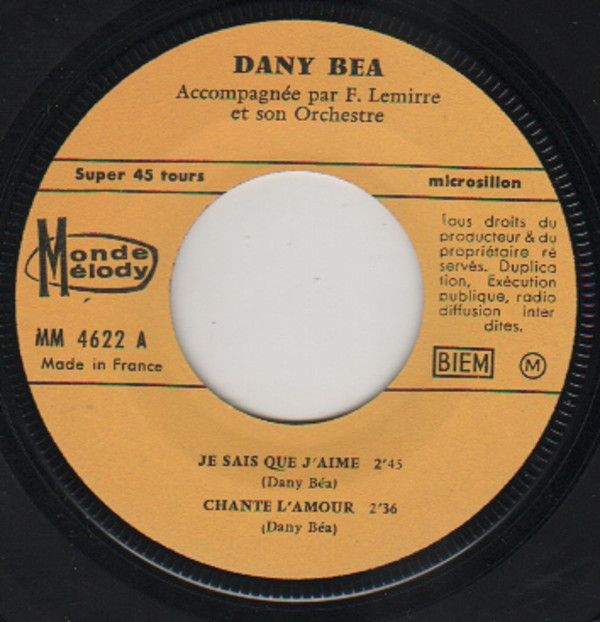 DANY BEA
Accompagnée par F. Lemirre
et son Orchestre
Super 45 tours
microsillon
Monde
Mélody
MM 4622 A
Made in France
Tous droits du
producteur & du
propriétaire ré
servés. Duplica
tion, Exécution
publique, radio
diffusion inter
dites.
BIEM
M
JE SAIS QUE J'AIME 2'45
(Dany Béa)
CHANTE L'AMOUR 2'36
(Dany Béa)